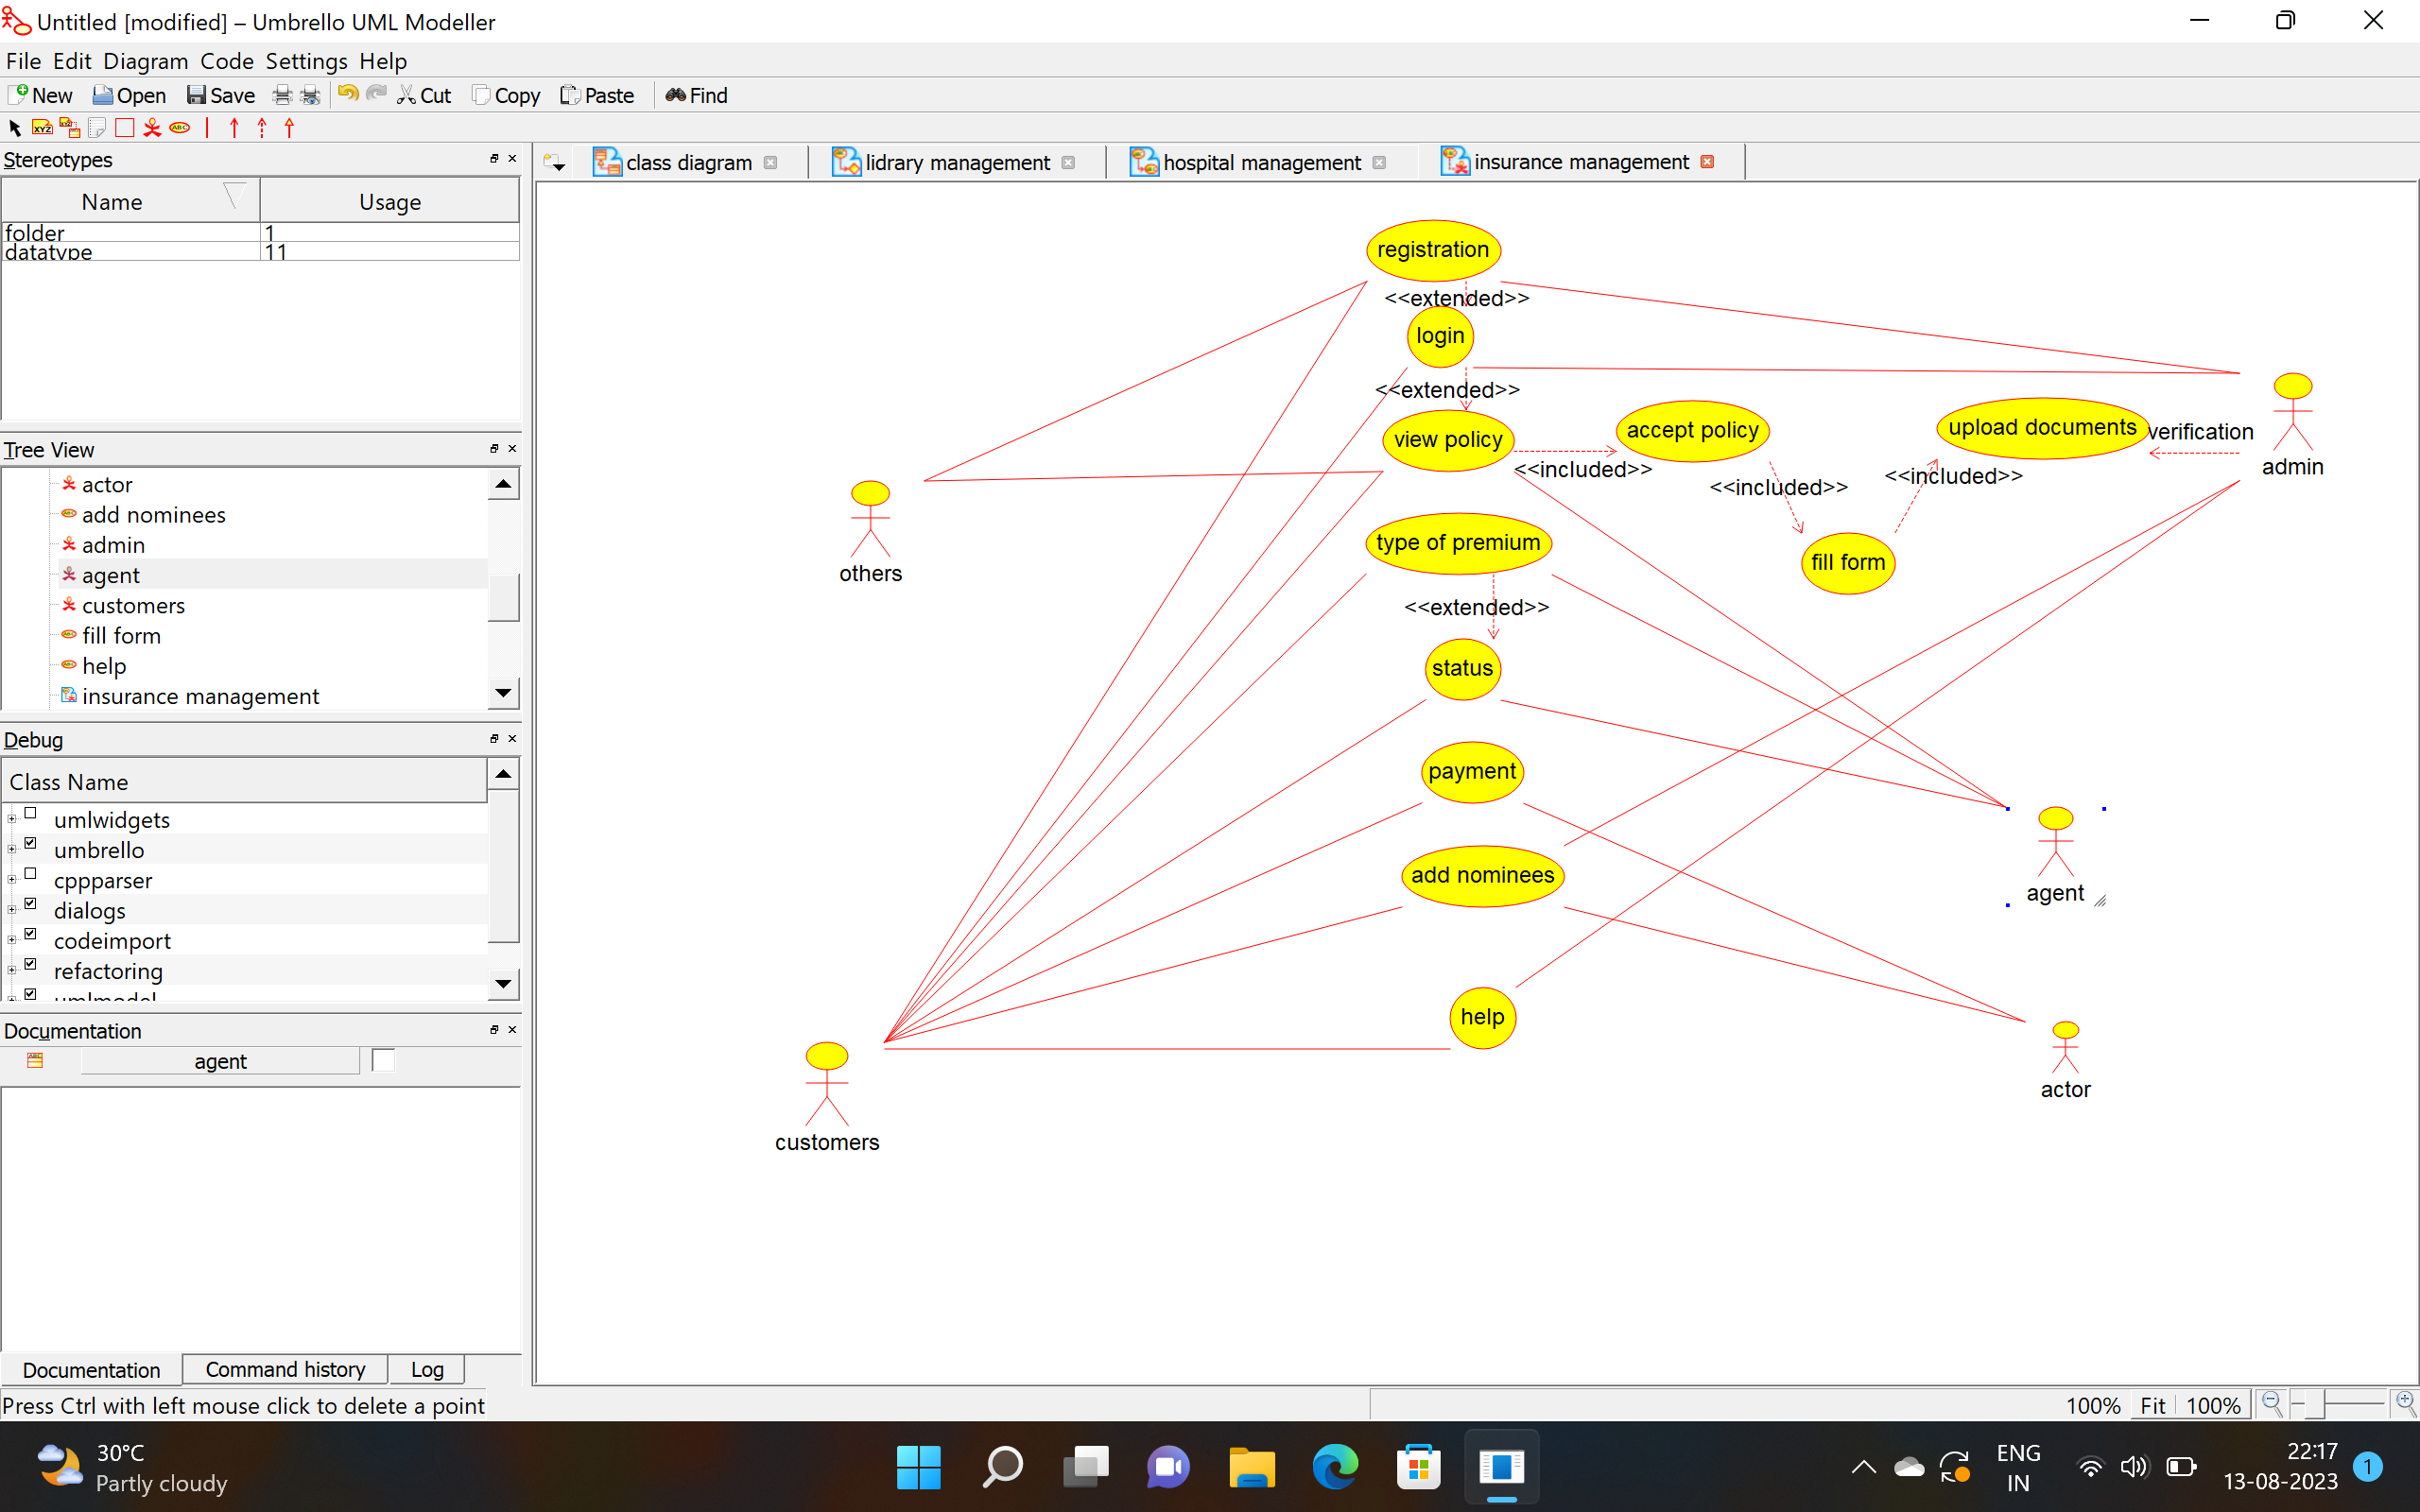 Untitled [modified] – Umbrello UML Modeller
File Edit Diagram Code Settings Help
New Open Save Cut Copy Paste Find
Stereotypes
Name Usage
folder 1
datatype 11
Tree View
actor
add nominees
admin
agent
customers
fill form
help
insurance management
Debug
Class Name
umlwidgets
umbrello
cppparser
dialogs
codeimport
refactoring
umlmodel
Documentation
agent
Documentation Command history Log
Press Ctrl with left mouse click to delete a point
class diagram lidrary management hospital management insurance management
registration
<<extended>>
login
<<extended>>
view policy
<<included>>
accept policy
<<included>>
fill form
<<included>>
upload documents
verification
admin
others
type of premium
<<extended>>
status
payment
add nominees
agent
help
actor
customers
100% Fit 100%
30°C
Partly cloudy
ENG
IN
22:17
13-08-2023
1